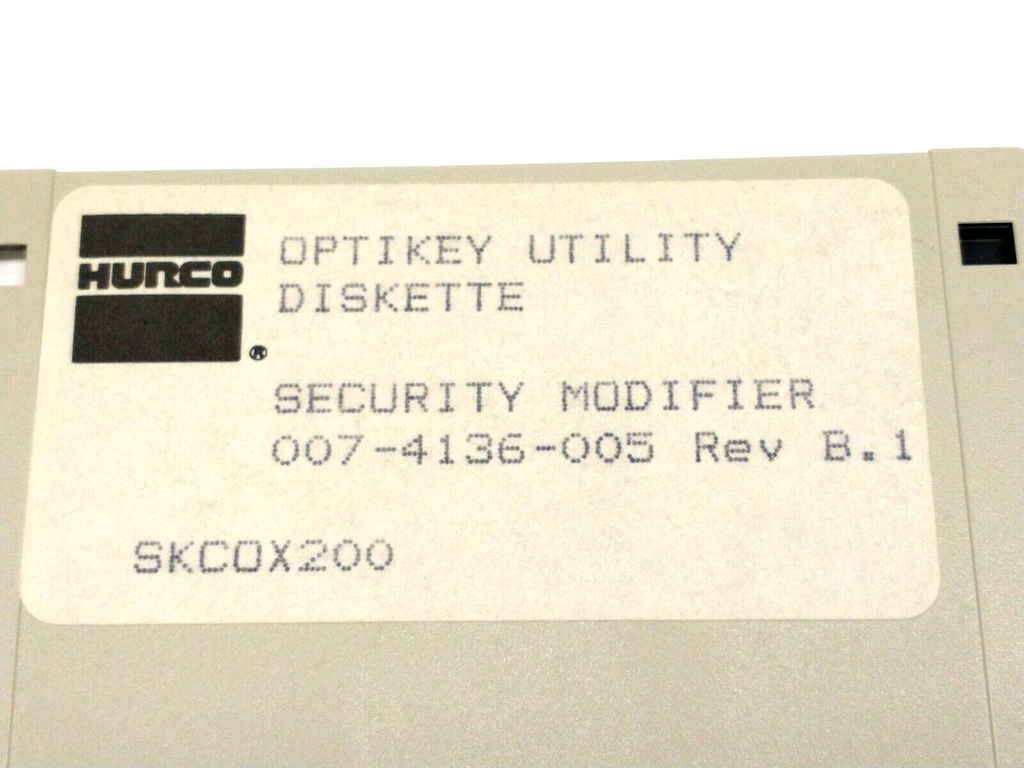 HURCO®
OPTIKEY UTILITY
DISKETTE
SECURITY MODIFIER
007-4136-005 Rev B.1
SKCOX200